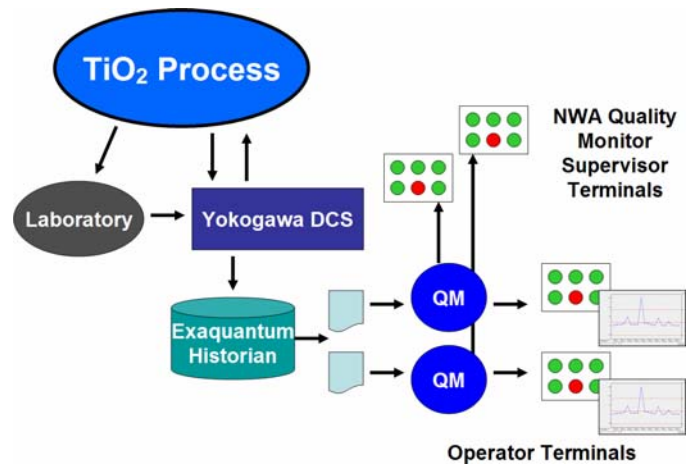 TiO₂ Process
NWA Quality
Monitor
Supervisor
Terminals
Laboratory
Yokogawa DCS
Exaquantum
Historian
QM
QM
Operator Terminals